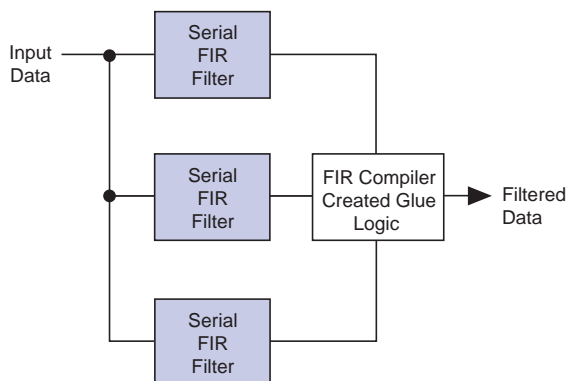 Input
Data
Serial
FIR
Filter
Serial
FIR
Filter
FIR Compiler
Created Glue
Logic
Filtered
Data
Serial
FIR
Filter